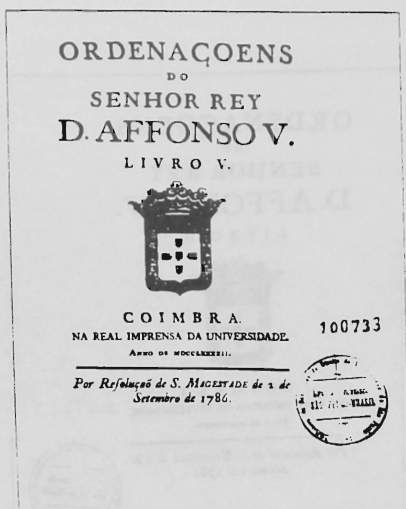 ORDENAÇOENS
DO
SENHOR REY
D. AFFONSO V.
LIVRO V.
COIMBRA.
NA REAL IMPRENSA DA UNIVERSIDADE.
ANNO DE MDCCLXXXXII.
Por Resoluçaõ de S. MAGESTADE de 2 de
Setembro de 1786.
100733